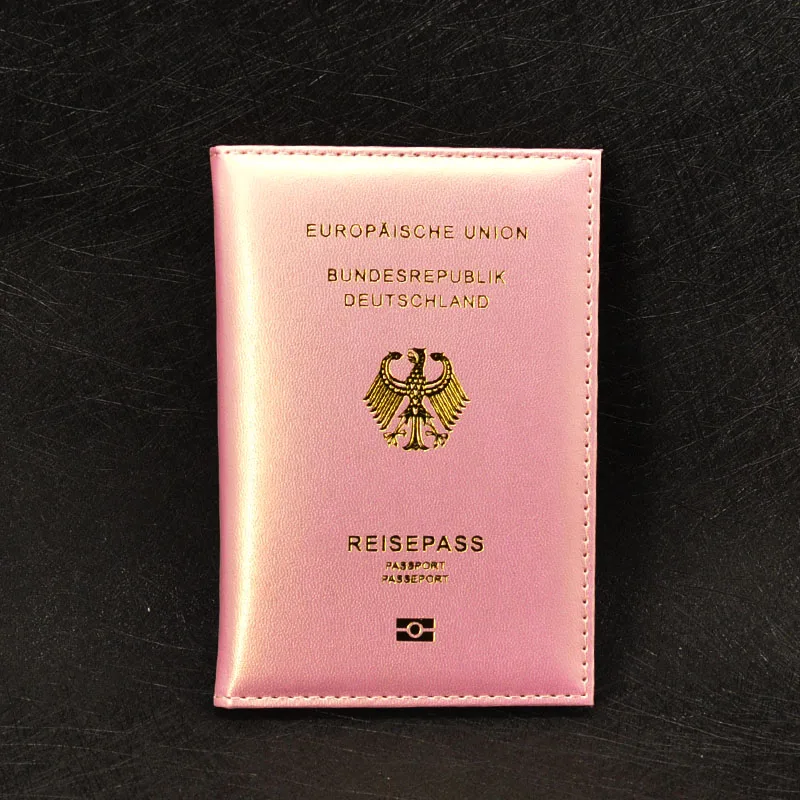 EUROPÄISCHE UNION
BUNDESREPUBLIK
DEUTSCHLAND
REISEPASS
PASSPORT
PASSEPORT